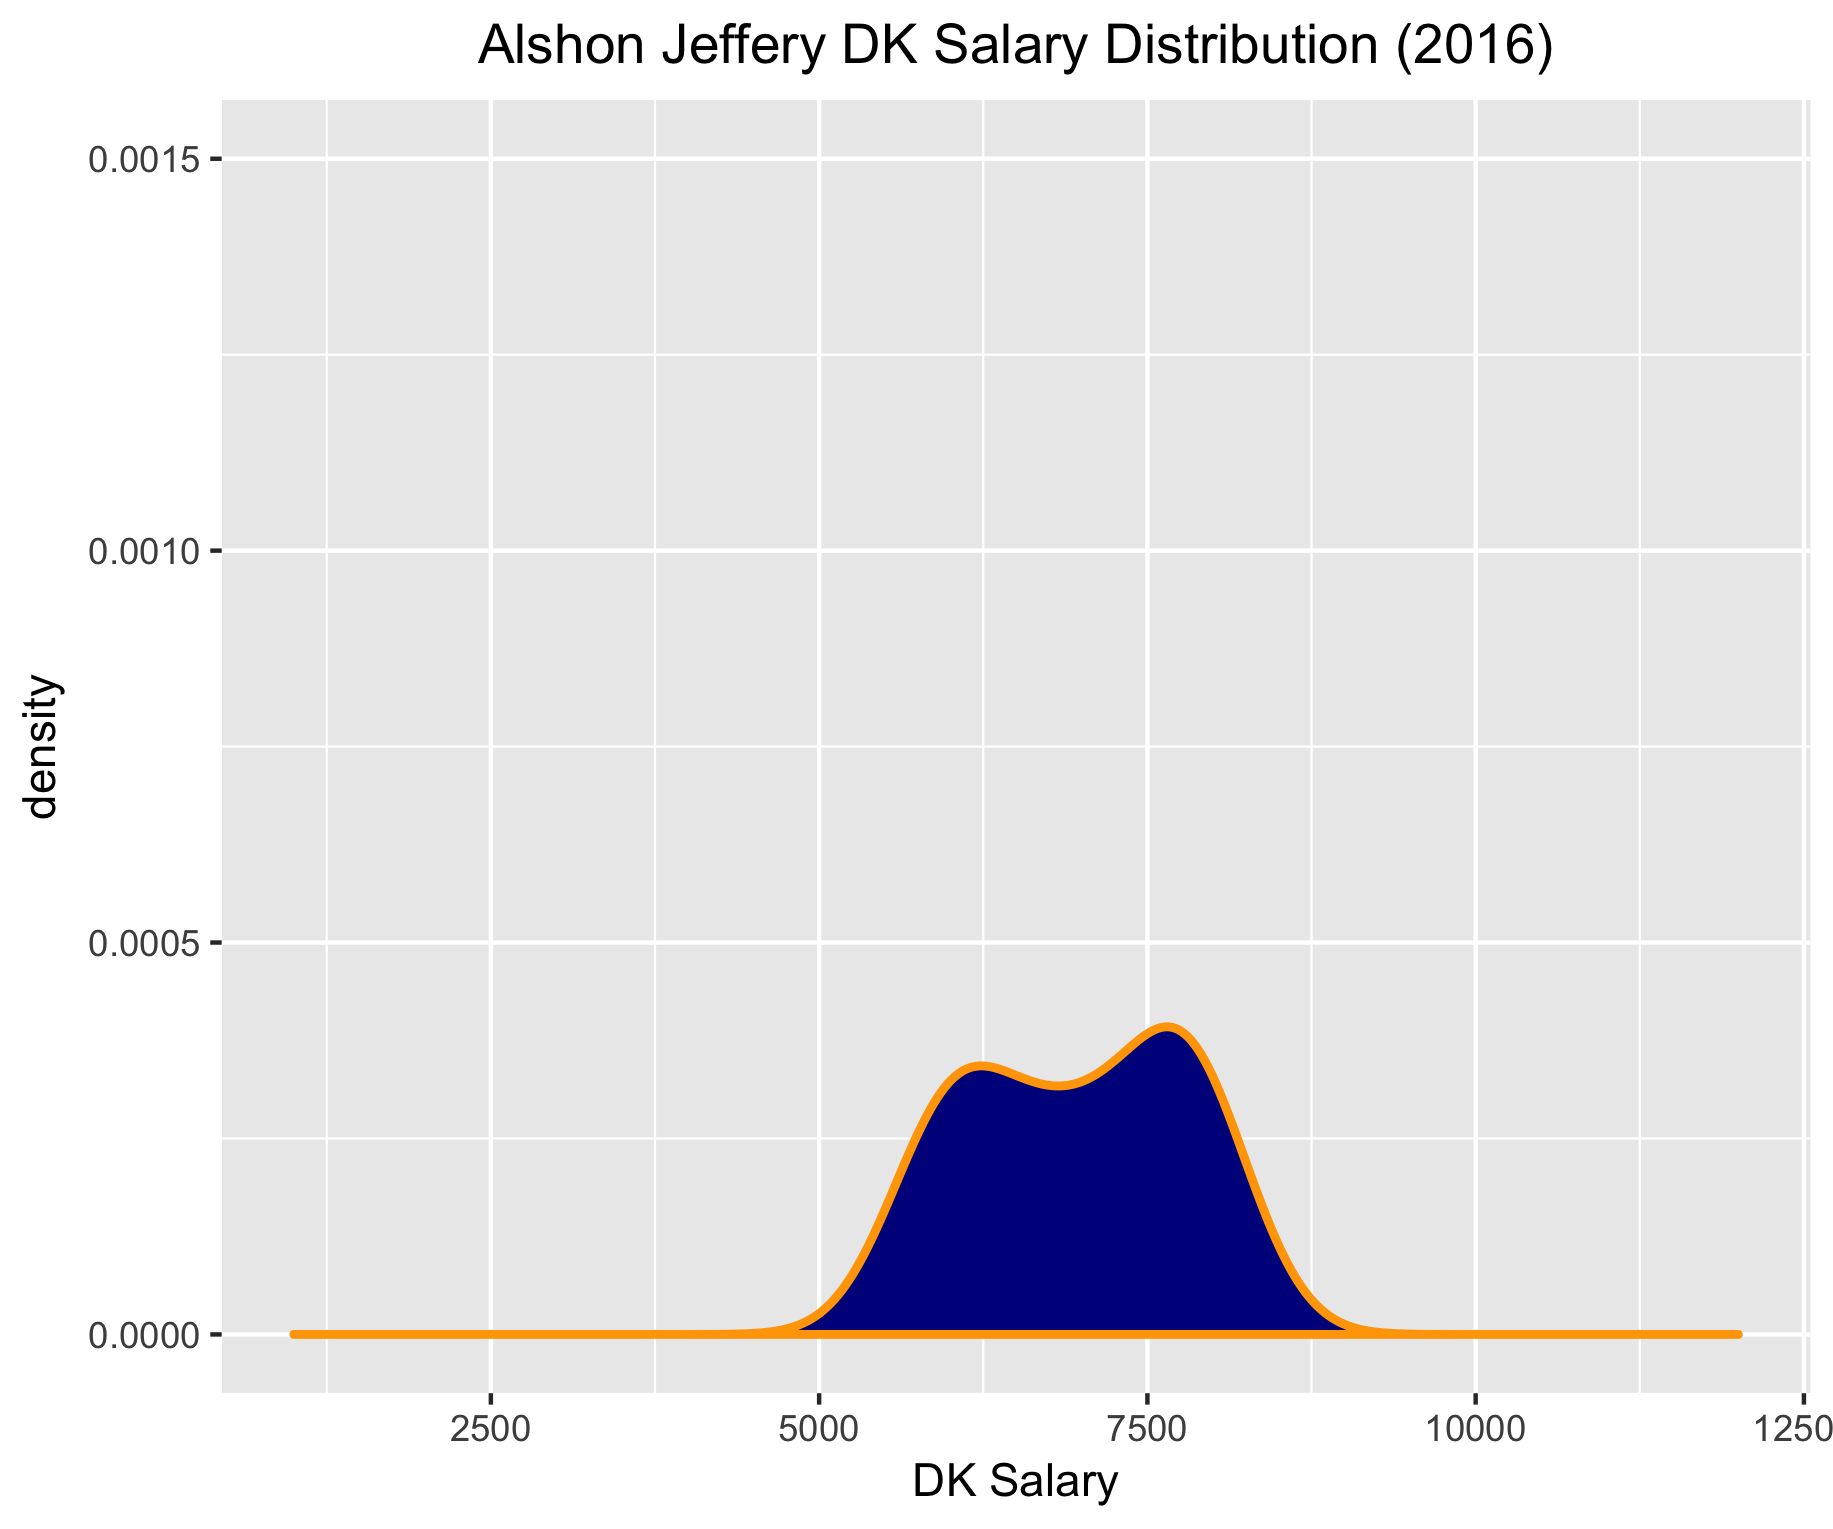 Alshon Jeffery DK Salary Distribution (2016)
0.0015
0.0010
density
0.0005
0.0000
2500 5000 7500 10000 1250
DK Salary